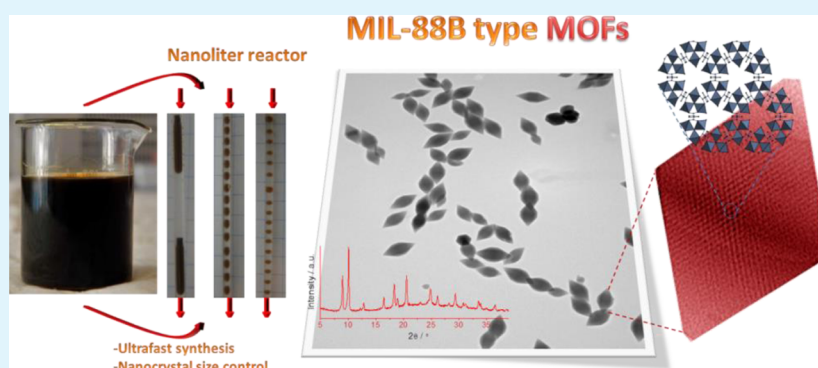 MIL-88B type MOFs
Nanoliter reactor
Intensity / a.u.
5 10 15 20 25 30 35
2θ / °
-Ultrafast synthesis
-Nanocrystal size control